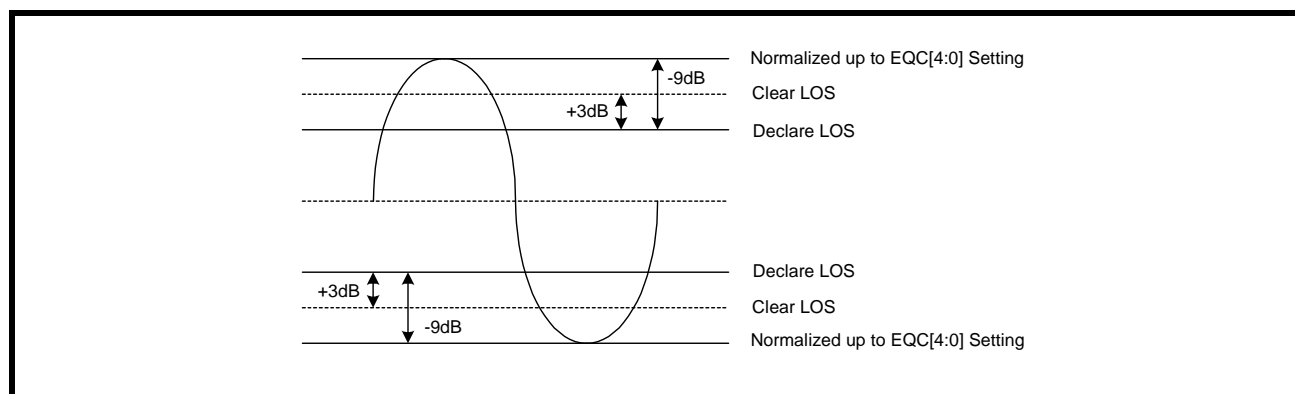 Normalized up to EQC[4:0] Setting
-9dB
Clear LOS
+3dB
Declare LOS
Declare LOS
+3dB
Clear LOS
-9dB
Normalized up to EQC[4:0] Setting